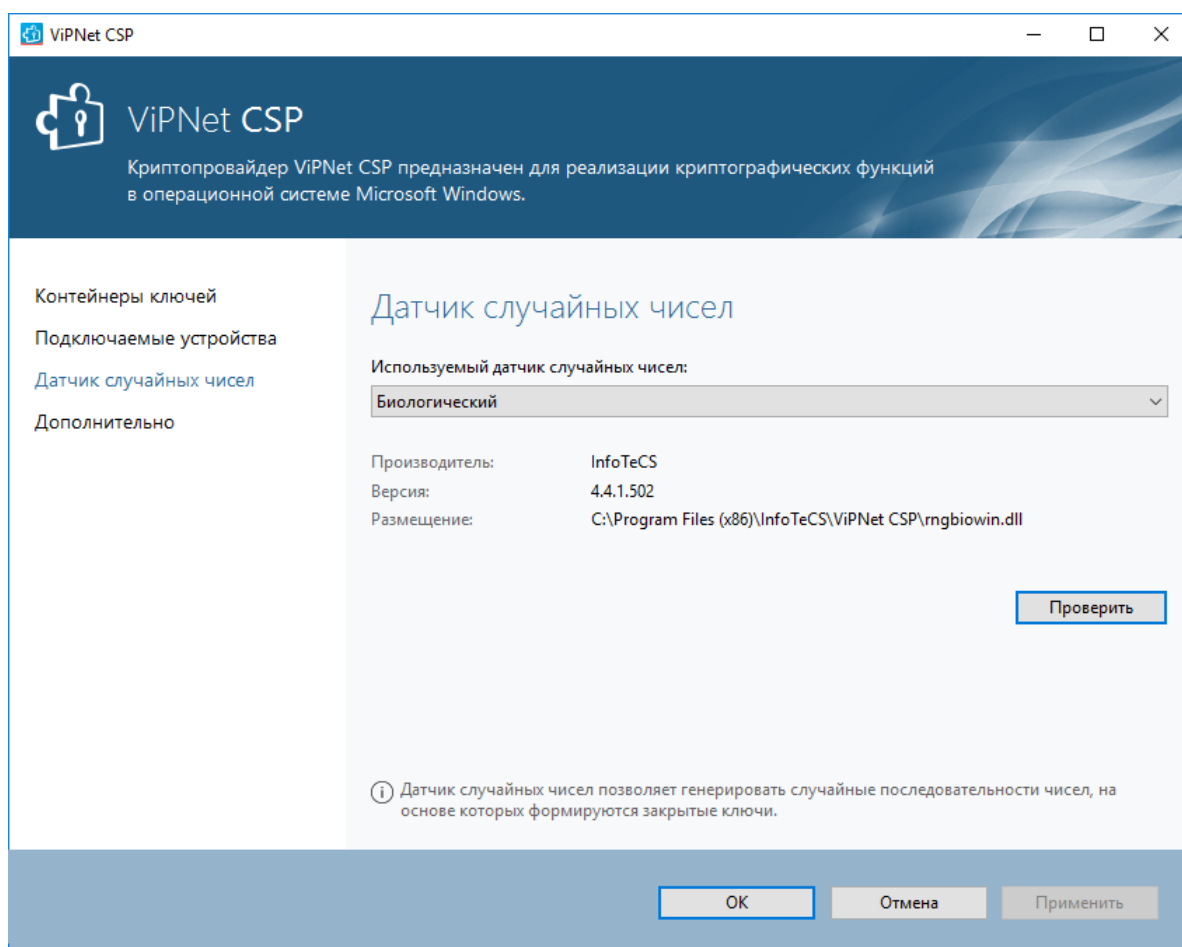 ViPNet CSP
ViPNet CSP
Криптопровайдер ViPNet CSP предназначен для реализации криптографических функций
в операционной системе Microsoft Windows.
Контейнеры ключей
Подключаемые устройства
Датчик случайных чисел
Дополнительно
Датчик случайных чисел
Используемый датчик случайных чисел:
Биологический
Производитель: InfoTeCS
Версия: 4.4.1.502
Размещение: C:\Program Files (x86)\InfoTeCS\ViPNet CSP\rngbiowin.dll
Проверить
Датчик случайных чисел позволяет генерировать случайные последовательности чисел, на
основе которых формируются закрытые ключи.
OK Отмена Применить